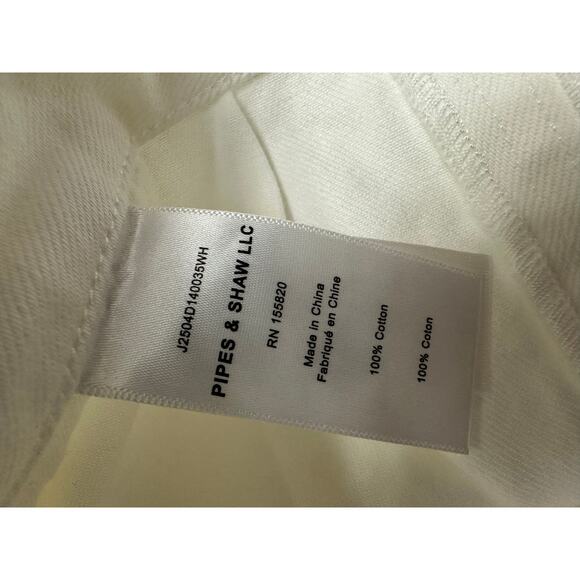 J2504D140035WH
PIPES & SHAW LLC
RN 155820
Made in China
Fabriqué en Chine
100% Cotton
100% Coton